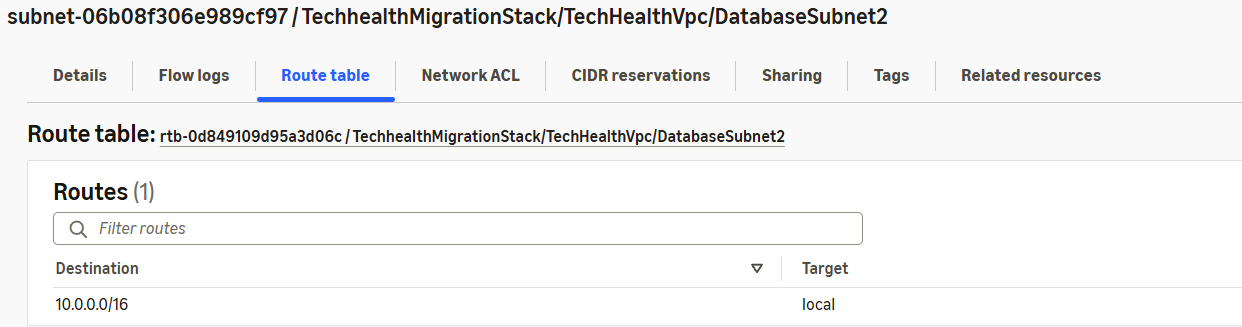 subnet-06b08f306e989cf97 / TechhealthMigrationStack/TechHealthVpc/DatabaseSubnet2
Details Flow logs Route table Network ACL CIDR reservations Sharing Tags Related resources
Route table: rtb-0d849109d95a3d06c / TechhealthMigrationStack/TechHealthVpc/DatabaseSubnet2
Routes (1)
Filter routes
Destination Target
10.0.0.0/16 local